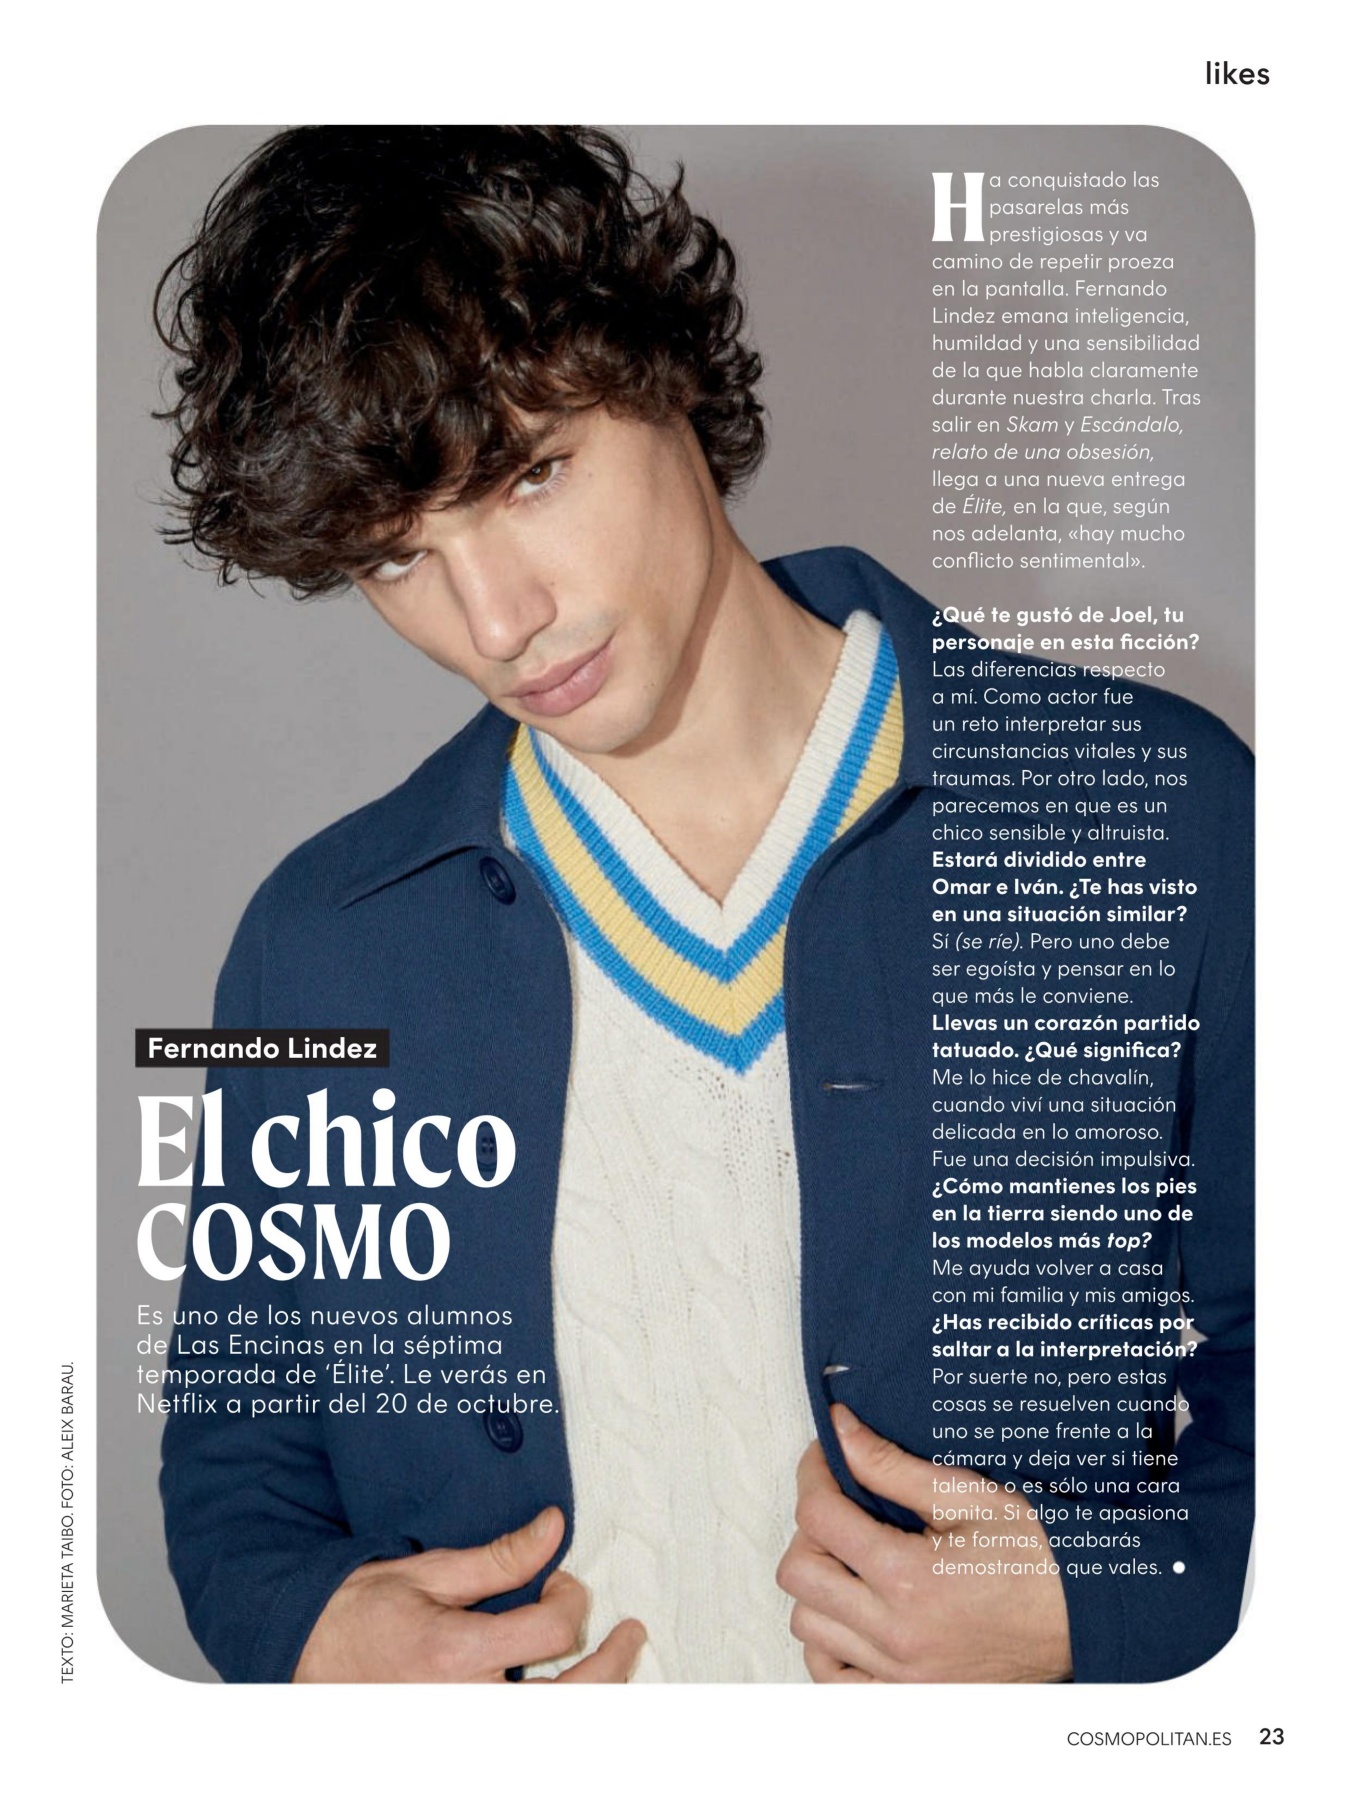 likes
Ha conquistado las
pasarelas más
prestigiosas y va
camino de repetir proeza
en la pantalla. Fernando
Lindez emana inteligencia,
humildad y una sensibilidad
de la que habla claramente
durante nuestra charla. Tras
salir en Skam y Escándalo,
relato de una obsesión,
llega a una nueva entrega
de Élite, en la que, según
nos adelanta, «hay mucho
conflicto sentimental».
¿Qué te gustó de Joel, tu
personaje en esta ficción?
Las diferencias respecto
a mí. Como actor fue
un reto interpretar sus
circunstancias vitales y sus
traumas. Por otro lado, nos
parecemos en que es un
chico sensible y altruista.
Estará dividido entre
Omar e Iván. ¿Te has visto
en una situación similar?
Sí (se ríe). Pero uno debe
ser egoísta y pensar en lo
que más le conviene.
Llevas un corazón partido
tatuado. ¿Qué significa?
Me lo hice de chavalín,
cuando viví una situación
delicada en lo amoroso.
Fue una decisión impulsiva.
¿Cómo mantienes los pies
en la tierra siendo uno de
los modelos más top?
Me ayuda volver a casa
con mi familia y mis amigos.
¿Has recibido críticas por
saltar a la interpretación?
Por suerte no, pero estas
cosas se resuelven cuando
uno se pone frente a la
cámara y deja ver si tiene
talento o es sólo una cara
bonita. Si algo te apasiona
y te formas, acabarás
demostrando que vales. ●
Fernando Lindez
El chico
COSMO
Es uno de los nuevos alumnos
de Las Encinas en la séptima
temporada de ‘Élite’. Le verás en
Netflix a partir del 20 de octubre.
TEXTO: MARIETA TAIBO. FOTO: ALEIX BARAU.
COSMOPOLITAN.ES 23